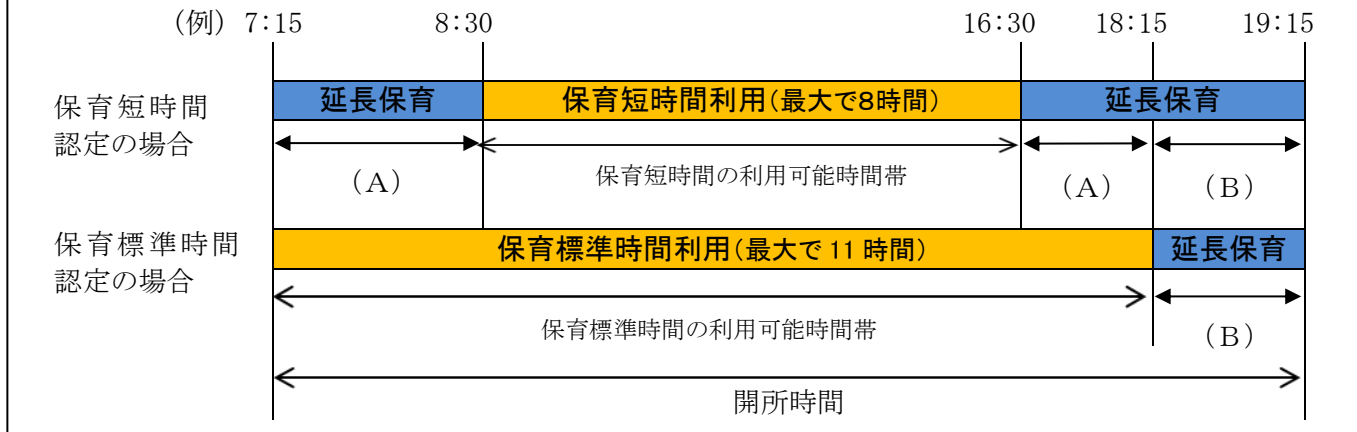 (例) 7:15 8:30 16:30 18:15 19:15
保育短時間 認定の場合
延長保育 保育短時間利用(最大で8時間) 延長保育
(A) 保育短時間の利用可能時間帯 (A) (B)
保育標準時間 認定の場合
保育標準時間利用(最大で 11 時間) 延長保育
保育標準時間の利用可能時間帯 (B)
開所時間